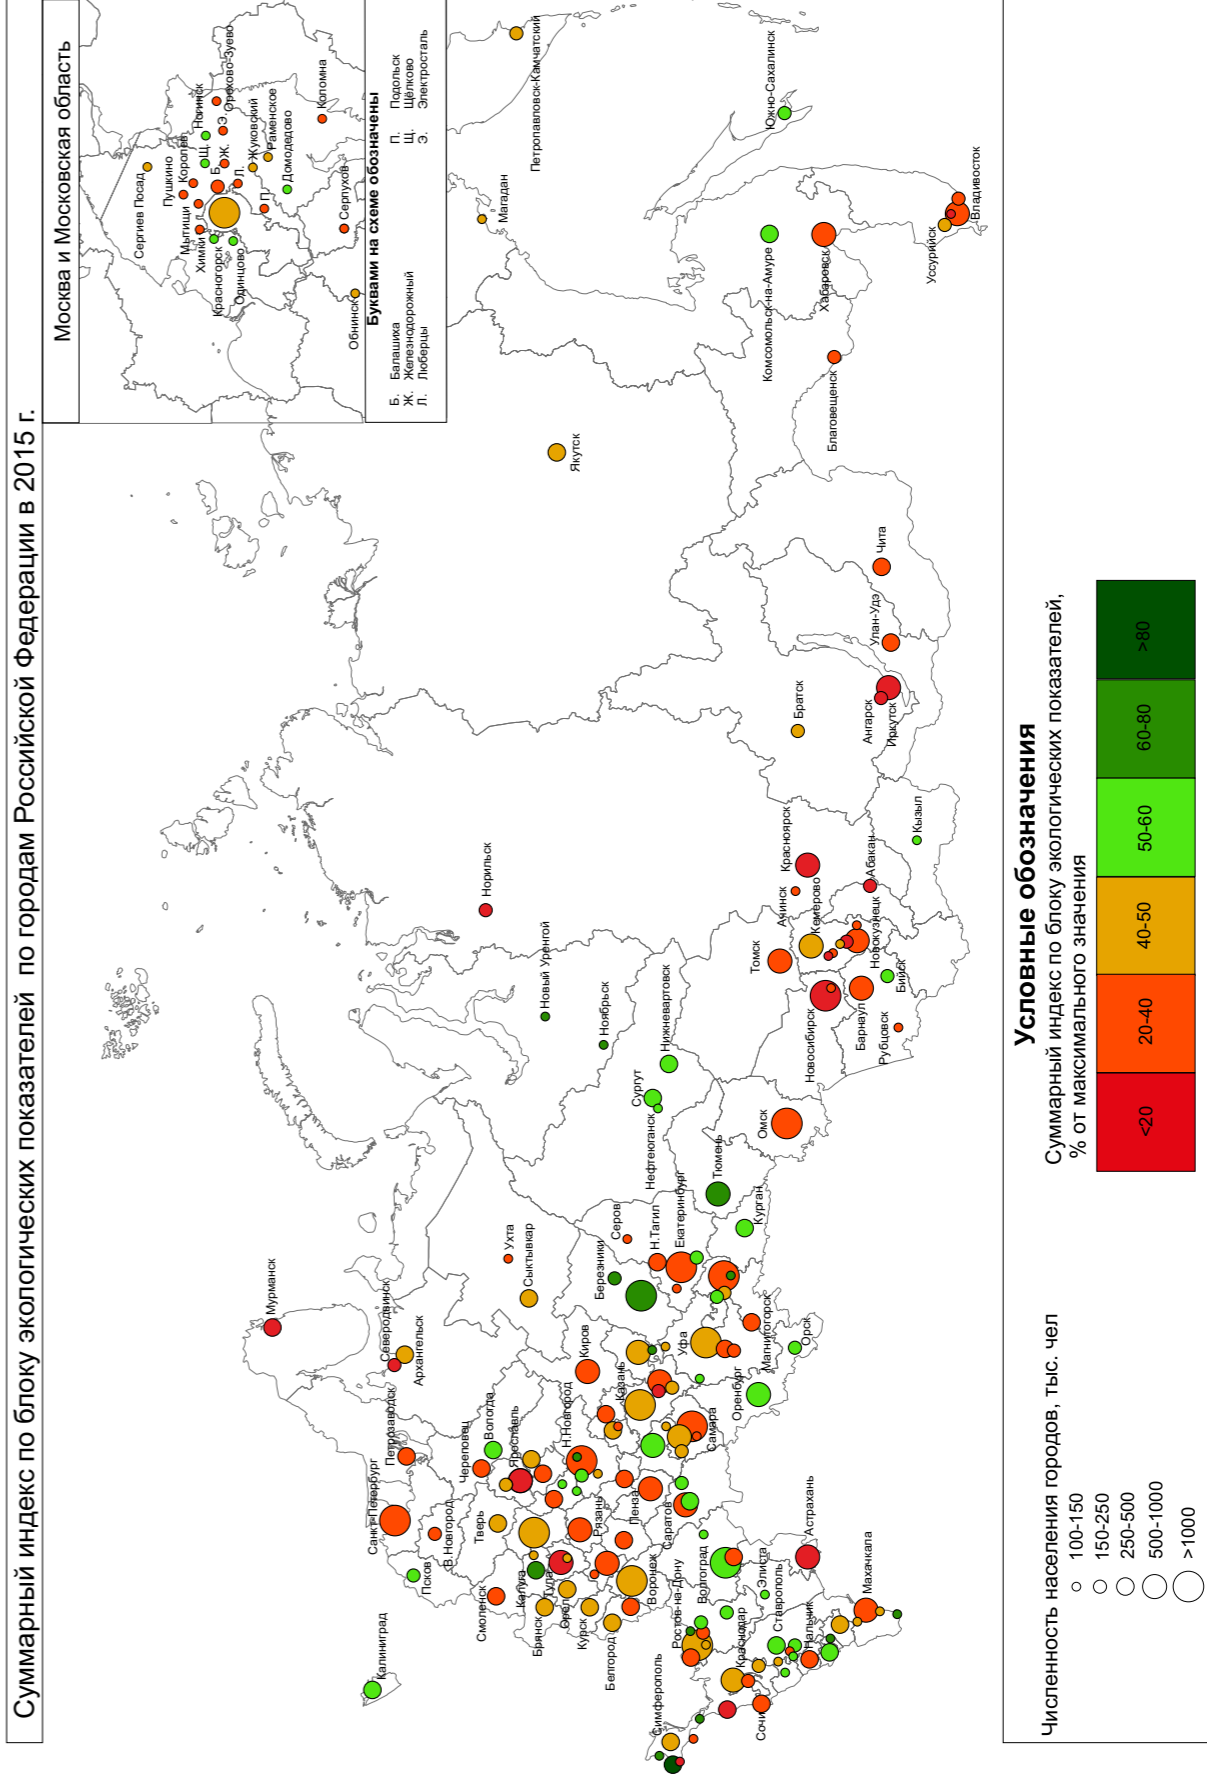 Суммарный индекс по блоку экологических показателей по городам Российской Федерации в 2015 г.
Москва и Московская область
Сергиев Посад
Пушкино
Королев
Мытищи
Химки
Красногорск
Одинцово
Ногинск
Щ.
Орехово-Зуево
Э.
Б.
Ж.
Л.
Жуковский
Раменское
Домодедово
П.
Коломна
Серпухов
Обнинск
Буквами на схеме обозначены
Б. Балашиха
Ж. Железнодорожный
Л. Люберцы
П. Подольск
Щ. Щёлково
Э. Электросталь
Петропавловск-Камчатский
Магадан
Южно-Сахалинск
Комсомольск-на-Амуре
Хабаровск
Уссурийск
Владивосток
Благовещенск
Якутск
Чита
Улан-Удэ
Братск
Ангарск
Иркутск
Норильск
Красноярск
Ачинск
Кемерово
Абакан
Кызыл
Томск
Новокузнецк
Новосибирск
Барнаул
Бийск
Рубцовск
Новый Уренгой
Ноябрьск
Нижневартовск
Сургут
Нефтеюганск
Омск
Тюмень
Курган
Серов
Н.Тагил
Екатеринбург
Березники
Ухта
Сыктывкар
Мурманск
Северодвинск
Архангельск
Петрозаводск
Санкт-Петербург
В.Новгород
Псков
Калининград
Череповец
Вологда
Ярославль
Тверь
Смоленск
Киров
Н.Новгород
Казань
Уфа
Магнитогорск
Орск
Оренбург
Самара
Рязань
Пенза
Саратов
Калуга
Тула
Брянск
Орел
Курск
Белгород
Воронеж
Ростов-на-Дону
Волгоград
Астрахань
Элиста
Ставрополь
Краснодар
Нальчик
Махачкала
Сочи
Симферополь
Условные обозначения
Суммарный индекс по блоку экологических показателей,
% от максимального значения
<20
20-40
40-50
50-60
60-80
>80
Численность населения городов, тыс. чел
100-150
150-250
250-500
500-1000
>1000